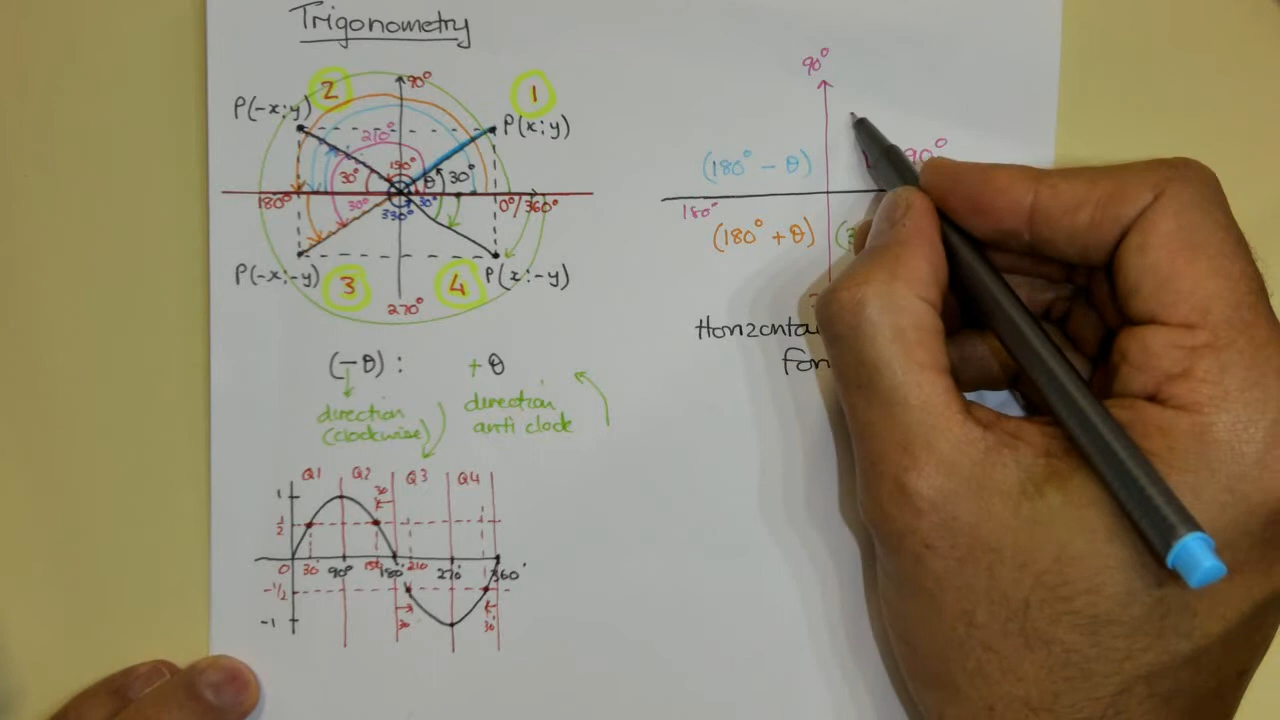 Trigonometry
90°
2
1
P(-x;y)
P(x;y)
210°
150°
30°
θ
30°
180°
0°/360°
30°
330°
30°
P(-x;-y)
3
4
P(x;-y)
270°
(-θ): +θ
direction
(clockwise)
direction
anti clock
Q1 Q2 Q3 Q4
30
1
1/2
0 30° 90° 150 180° 210 270° 360°
-1/2
30
30°
-1
90°
90°
(180° - θ)
180°
(180° + θ)